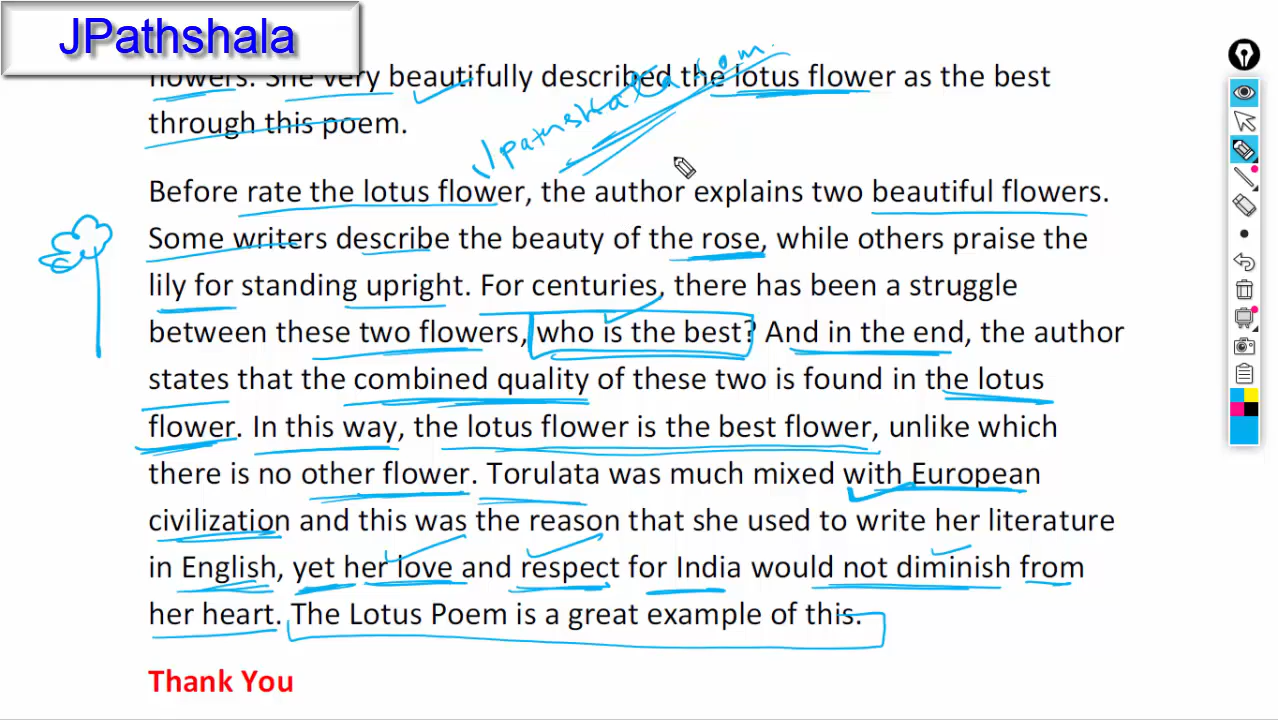 JPathshala
flowers. She very beautifully described the lotus flower as the best
through this poem.
Jpathshala.com.
Before rate the lotus flower, the author explains two beautiful flowers.
Some writers describe the beauty of the rose, while others praise the
lily for standing upright. For centuries, there has been a struggle
between these two flowers, who is the best? And in the end, the author
states that the combined quality of these two is found in the lotus
flower. In this way, the lotus flower is the best flower, unlike which
there is no other flower. Torulata was much mixed with European
civilization and this was the reason that she used to write her literature
in English, yet her love and respect for India would not diminish from
her heart. The Lotus Poem is a great example of this.
Thank You